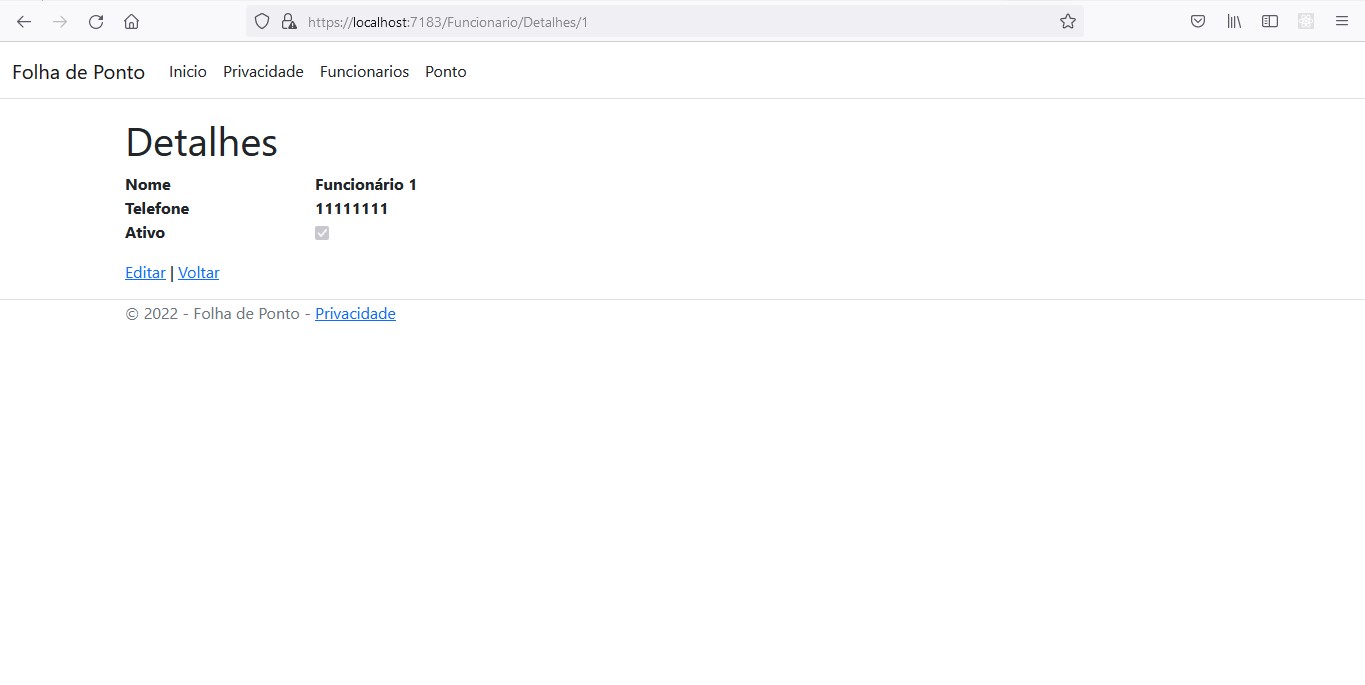 https://localhost:7183/Funcionario/Detalhes/1
Folha de Ponto Inicio Privacidade Funcionarios Ponto
Detalhes
Nome Funcionário 1
Telefone 11111111
Ativo
Editar | Voltar
© 2022 - Folha de Ponto - Privacidade